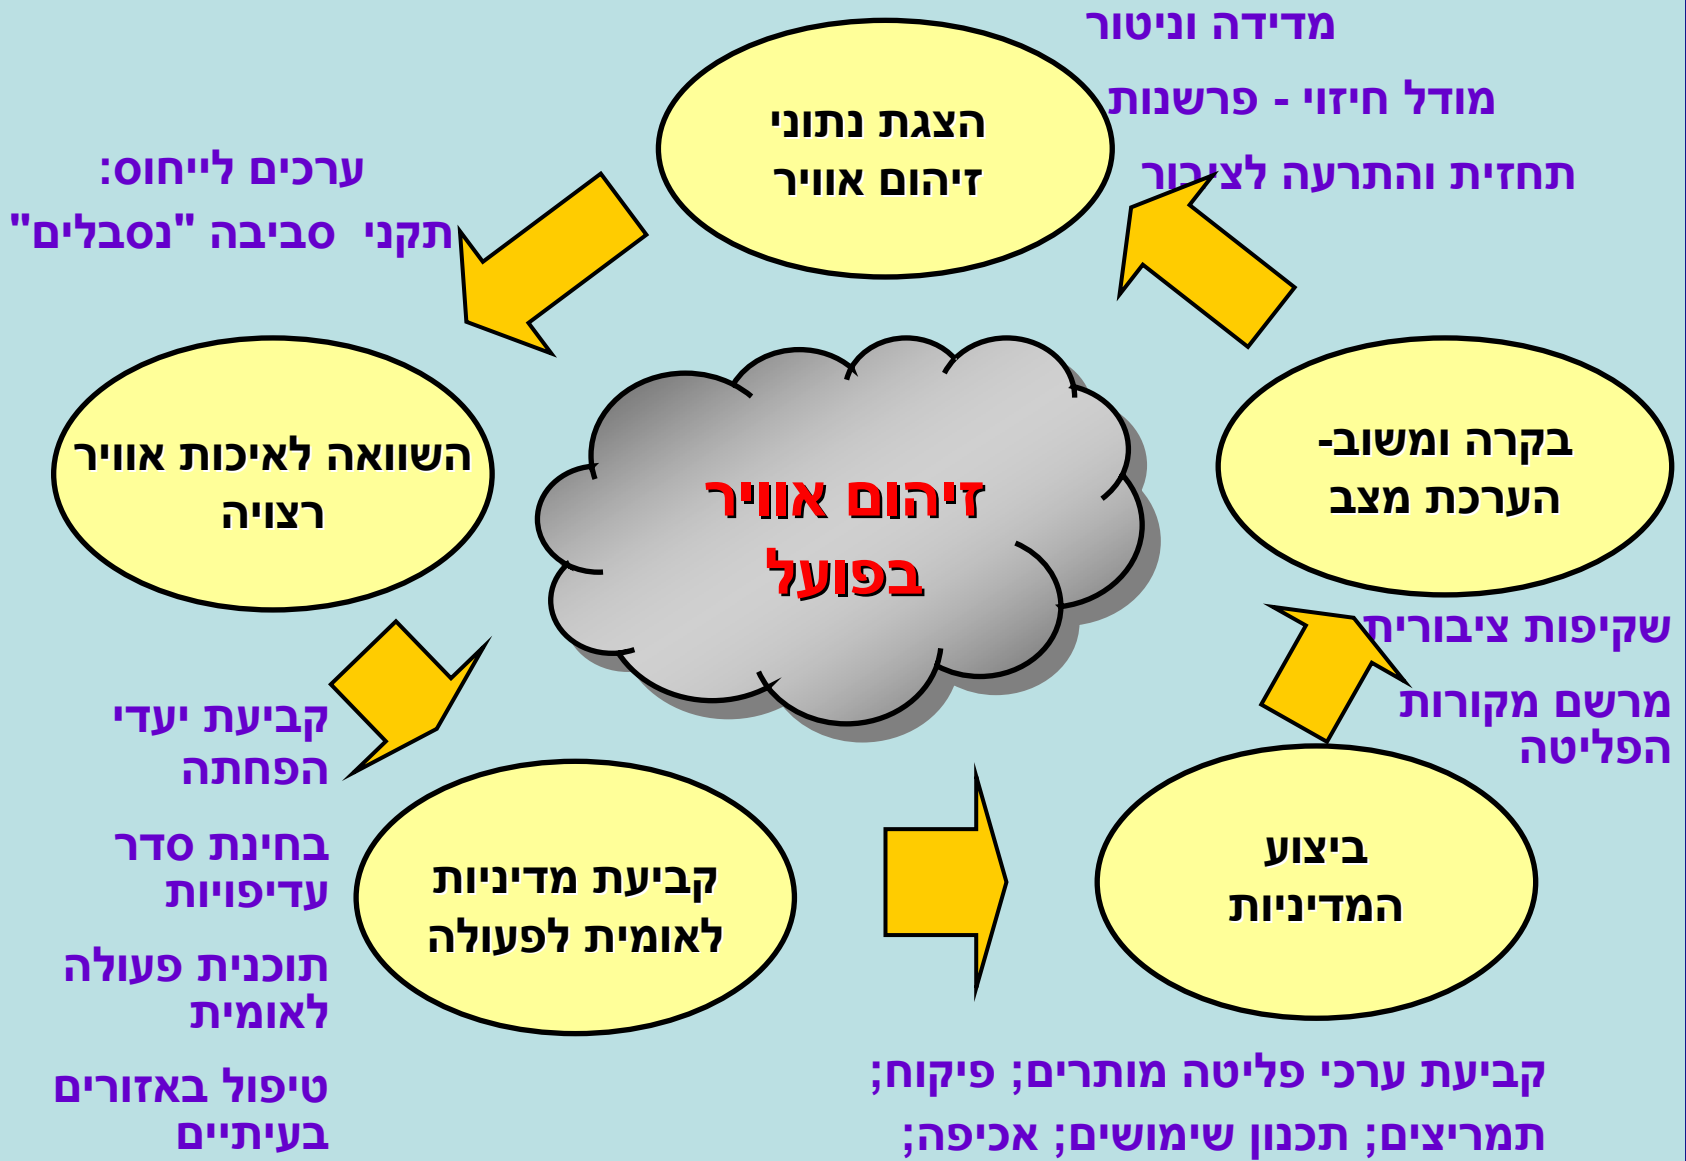 מדידה וניטור
מודל חיזוי - פרשנות
תחזית והתרעה לציבור
הצגת נתוני
זיהום אוויר
ערכים לייחוס:
תקני סביבה "נסבלים"
השוואה לאיכות אוויר
רצויה
בקרה ומשוב-
הערכת מצב
זיהום אוויר
בפועל
שקיפות ציבורית
מרשם מקורות
הפליטה
קביעת יעדי
הפחתה
בחינת סדר
עדיפויות
תוכנית פעולה
לאומית
טיפול באזורים
בעיתיים
קביעת מדיניות
לאומית לפעולה
ביצוע
המדיניות
קביעת ערכי פליטה מותרים; פיקוח;
תמריצים; תכנון שימושים; אכיפה;